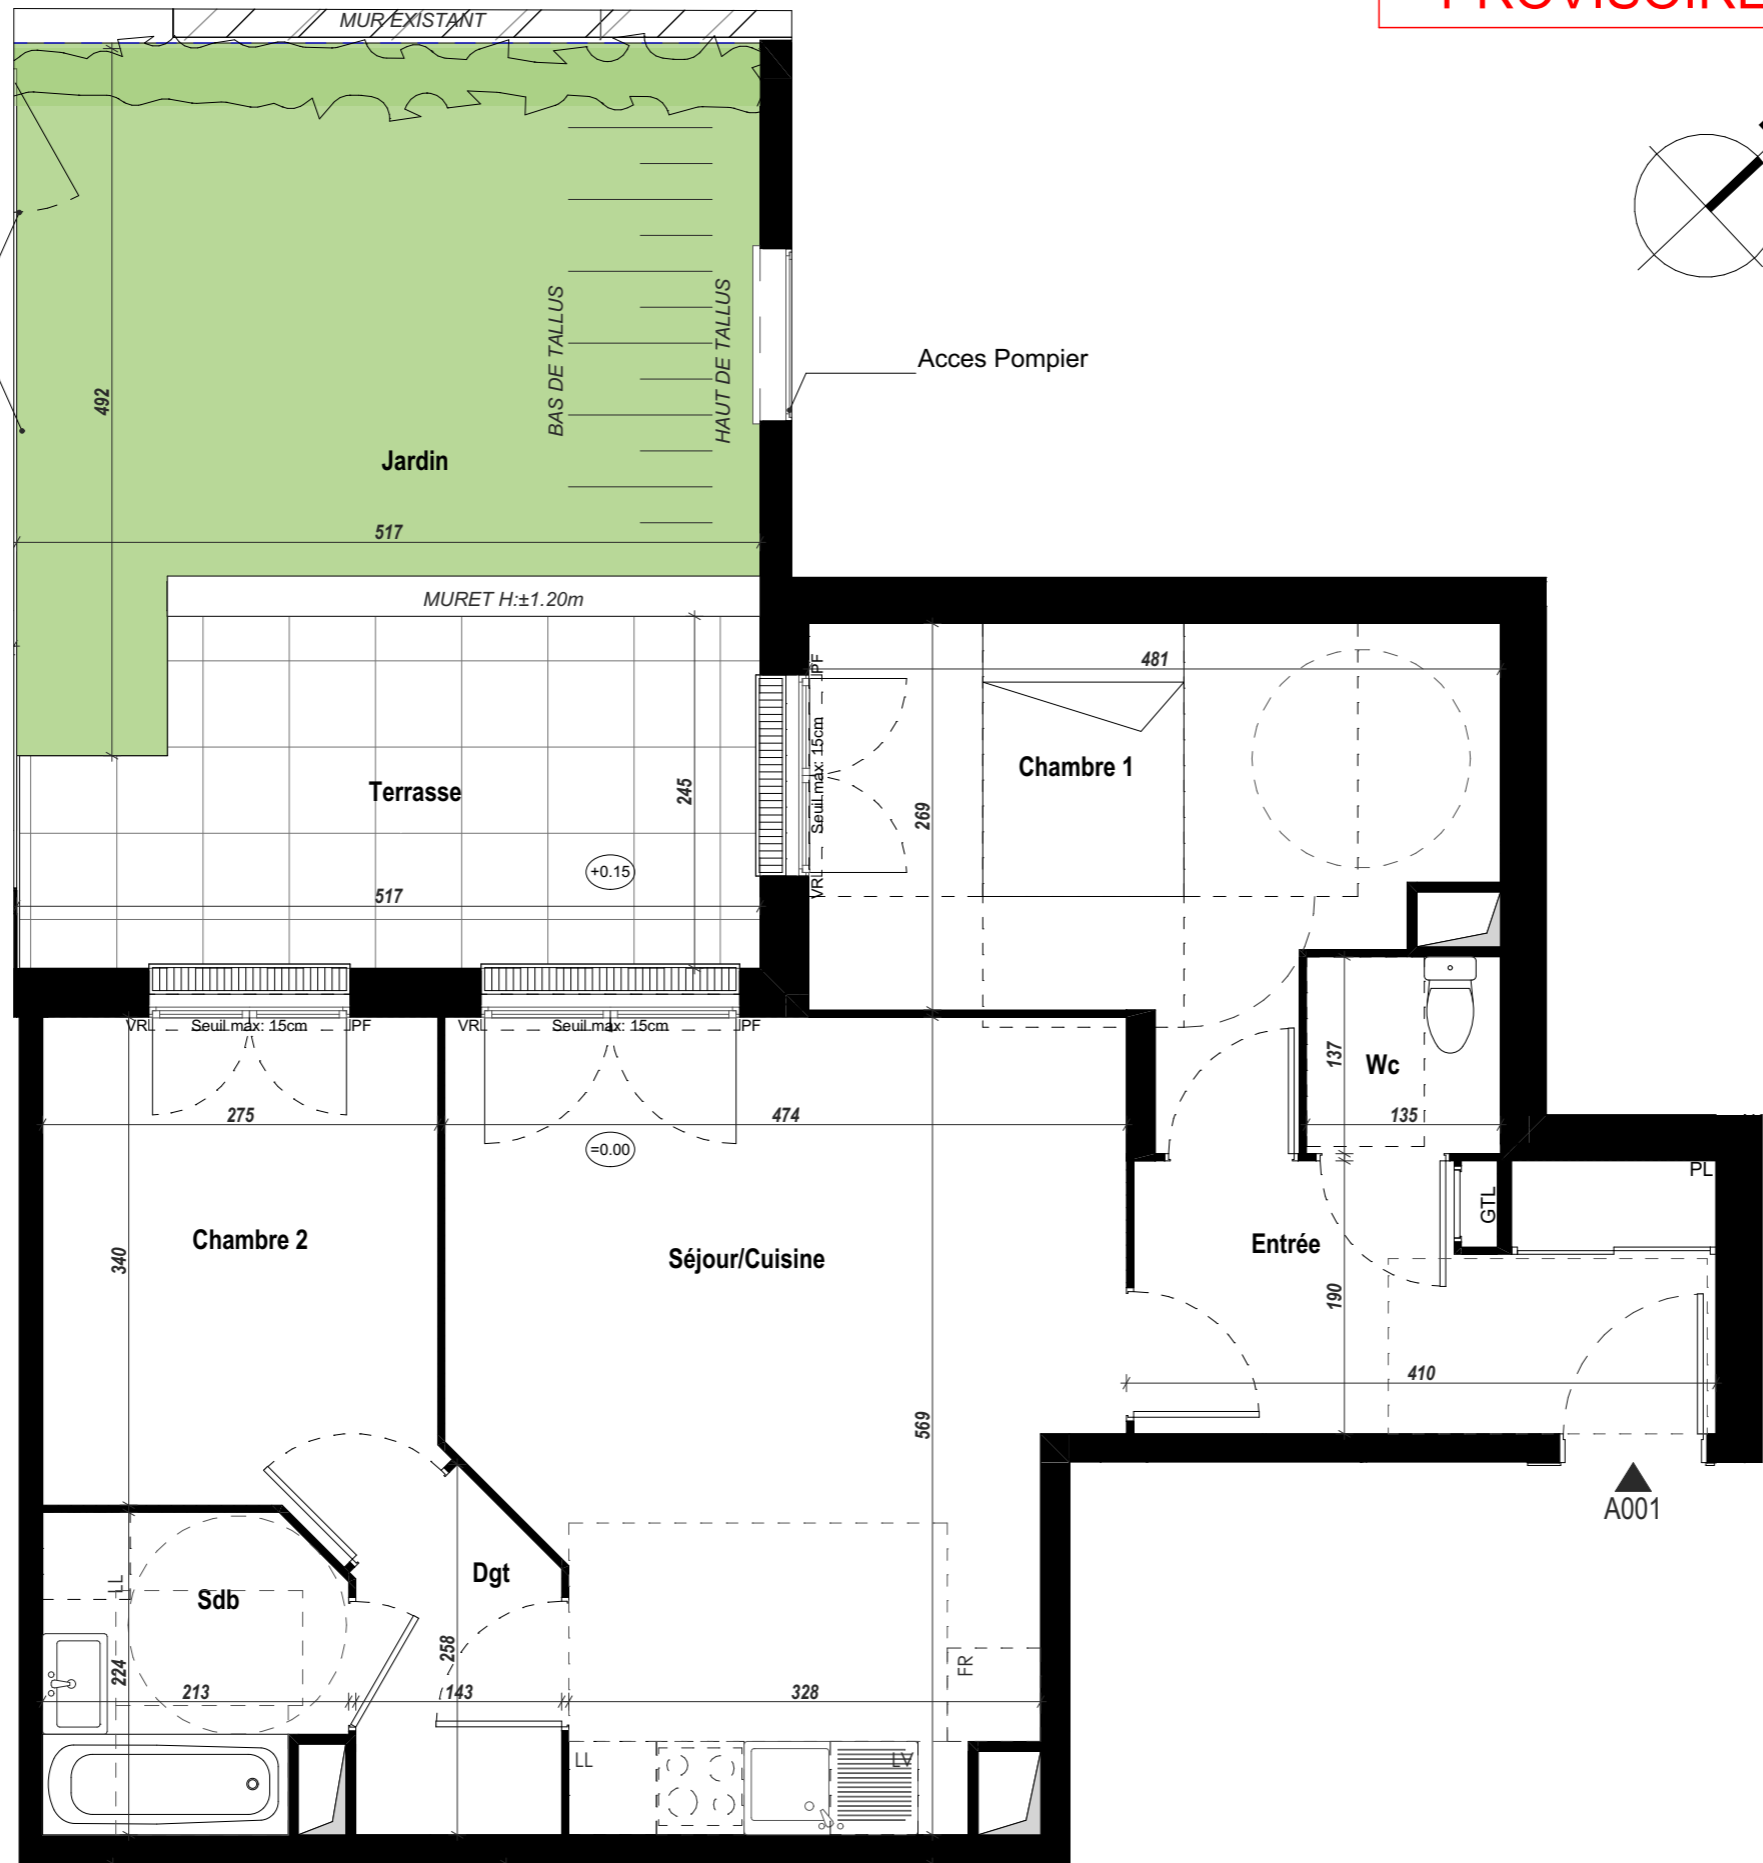 PROVISOIRE
MUR EXISTANT
BAS DE TALLUS
HAUT DE TALLUS
Acces Pompier
492
Jardin
517
MURET H:±1.20m
481
PF
Seuil max: 15cm
VRL
Chambre 1
Terrasse
245
269
+0.15
517
VRL
Seuil max: 15cm
PF
VRL
Seuil max: 15cm
PF
137
Wc
275
474
135
=0.00
PL
GTL
Chambre 2
Séjour/Cuisine
Entrée
340
190
410
569
A001
Dgt
LL
Sdb
258
224
FR
213
143
328
LL
LV